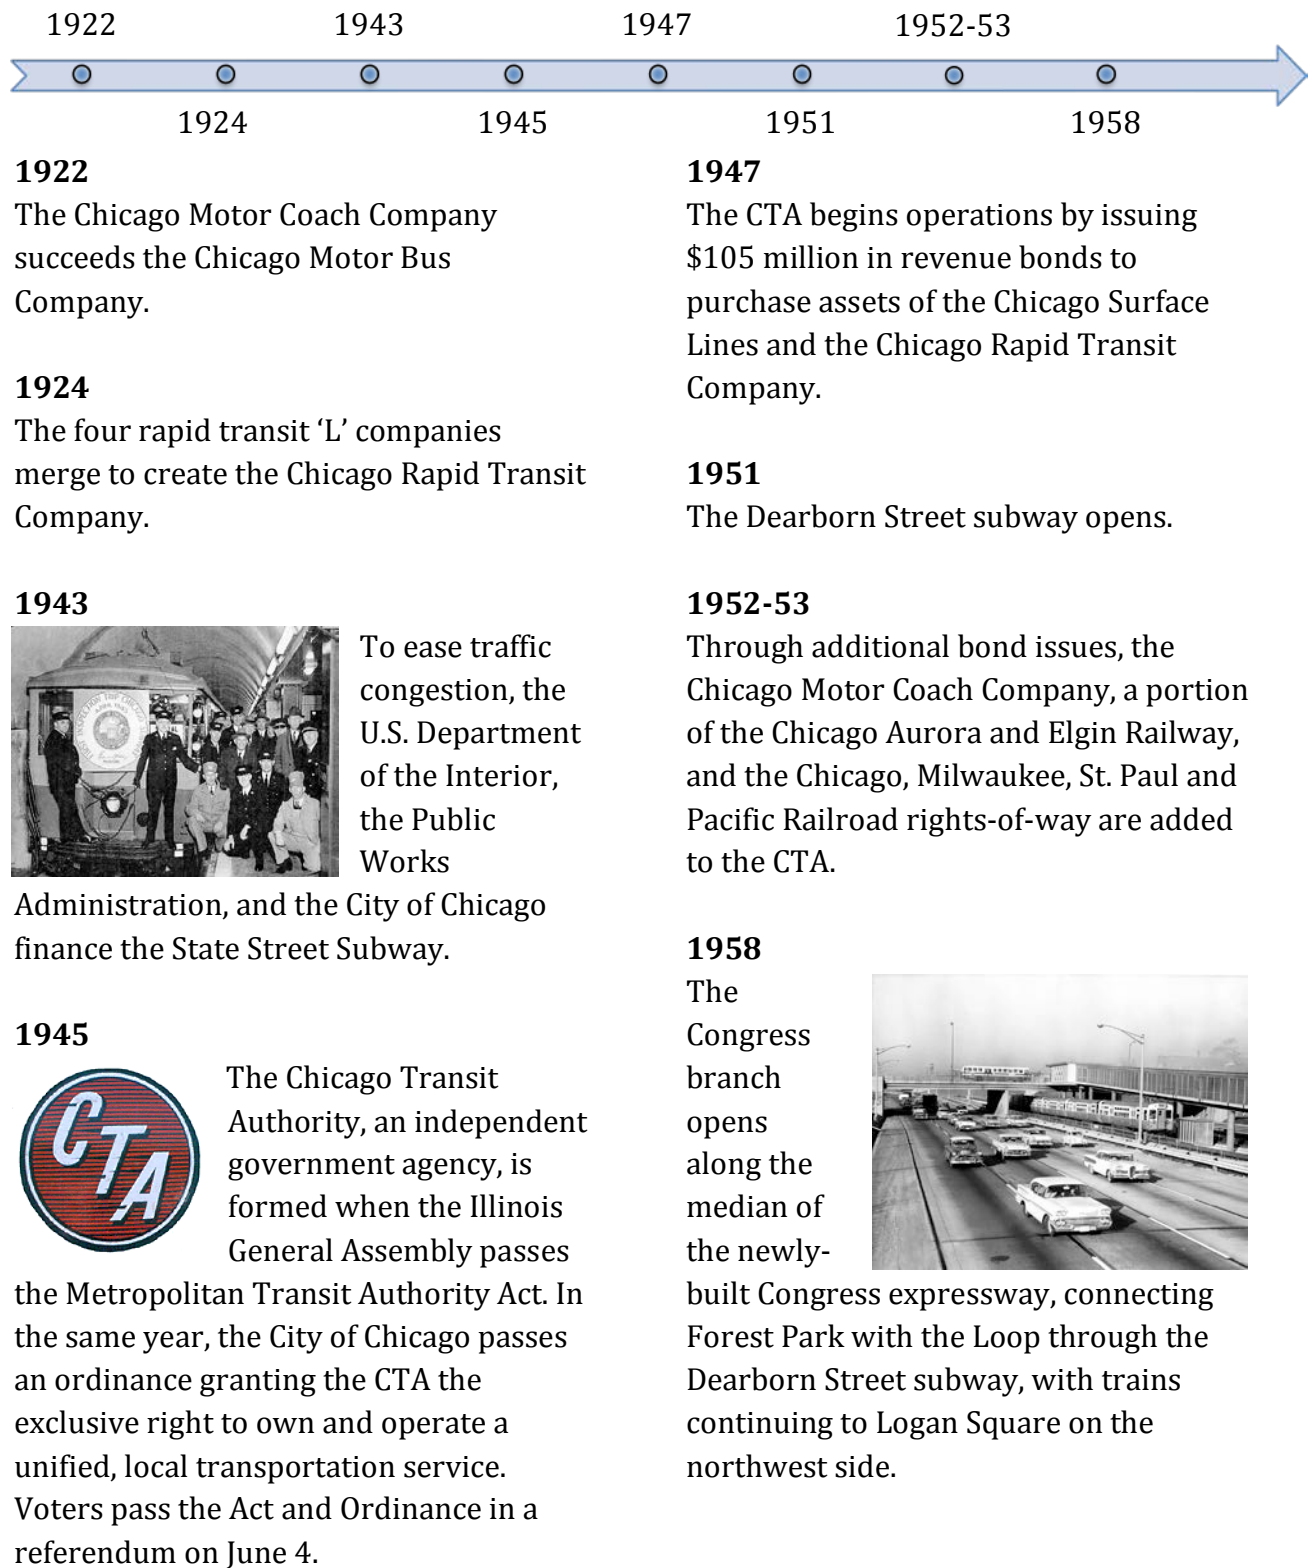 1922
1943
1947
1952-53
1924
1945
1951
1958
1922
The Chicago Motor Coach Company
succeeds the Chicago Motor Bus
Company.
1924
The four rapid transit ‘L’ companies
merge to create the Chicago Rapid Transit
Company.
1943
To ease traffic
congestion, the
U.S. Department
of the Interior,
the Public
Works
Administration, and the City of Chicago
finance the State Street Subway.
1945
CTA
The Chicago Transit
Authority, an independent
government agency, is
formed when the Illinois
General Assembly passes
the Metropolitan Transit Authority Act. In
the same year, the City of Chicago passes
an ordinance granting the CTA the
exclusive right to own and operate a
unified, local transportation service.
Voters pass the Act and Ordinance in a
referendum on June 4.
1947
The CTA begins operations by issuing
$105 million in revenue bonds to
purchase assets of the Chicago Surface
Lines and the Chicago Rapid Transit
Company.
1951
The Dearborn Street subway opens.
1952-53
Through additional bond issues, the
Chicago Motor Coach Company, a portion
of the Chicago Aurora and Elgin Railway,
and the Chicago, Milwaukee, St. Paul and
Pacific Railroad rights-of-way are added
to the CTA.
1958
The
Congress
branch
opens
along the
median of
the newly-
built Congress expressway, connecting
Forest Park with the Loop through the
Dearborn Street subway, with trains
continuing to Logan Square on the
northwest side.